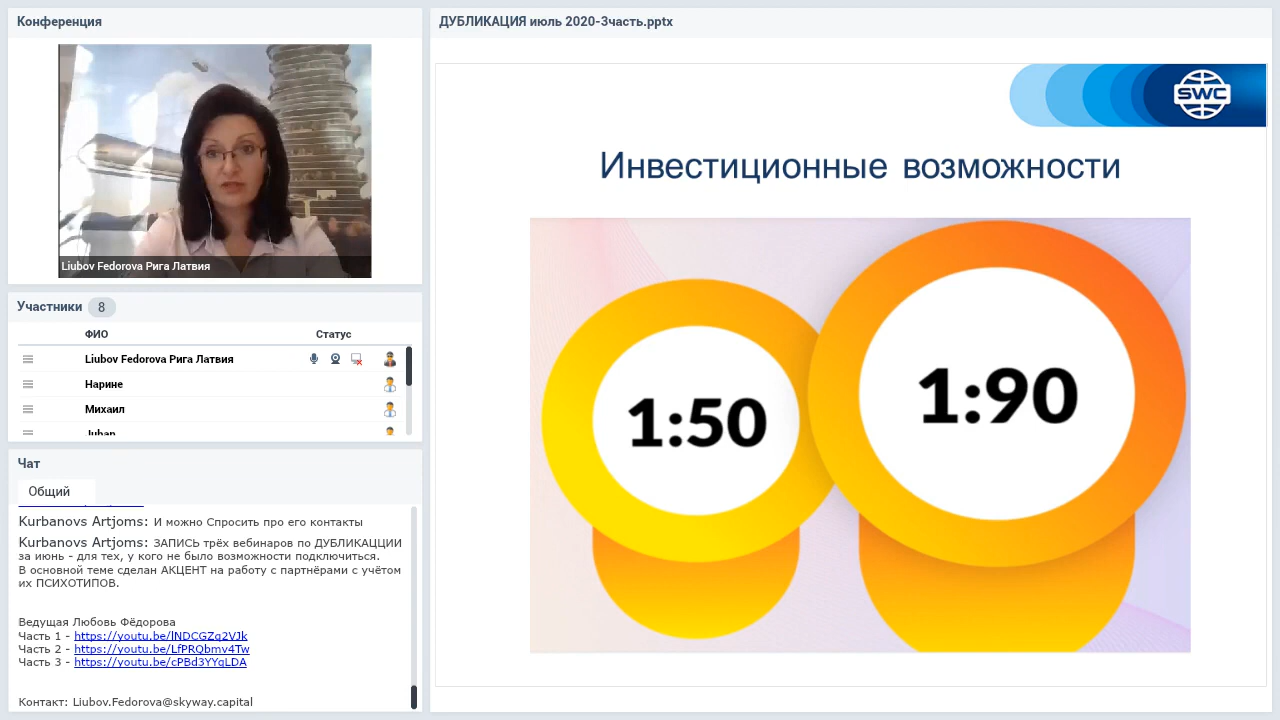 Конференция
Liubov Fedorova Рига Латвия
Участники 8
ФИО Статус
Liubov Fedorova Рига Латвия
Нарине
Михаил
Чат
Общий
Kurbanovs Artjoms: И можно Спросить про его контакты
Kurbanovs Artjoms: ЗАПИСЬ трёх вебинаров по ДУБЛИКАЦЦИИ
за июнь - для тех, у кого не было возможности подключиться.
В основной теме сделан АКЦЕНТ на работу с партнёрами с учётом
их ПСИХОТИПОВ.
Ведущая Любовь Фёдорова
Часть 1 - https://youtu.be/lNDCGZq2VJk
Часть 2 - https://youtu.be/LfPRQbmv4Tw
Часть 3 - https://youtu.be/cPBd3YYqLDA
Контакт: Liubov.Fedorova@skyway.capital
ДУБЛИКАЦИЯ июль 2020-3часть.pptx
SWC
Инвестиционные возможности
1:50
1:90